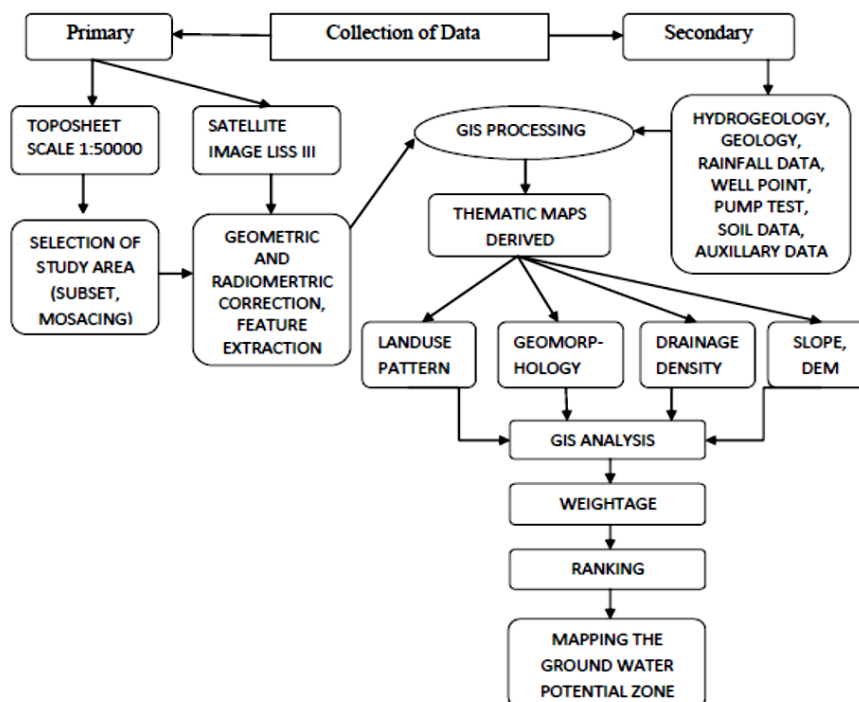 Primary
Collection of Data
Secondary
TOPOSHEET
SCALE 1:50000
SATELLITE
IMAGE LISS III
GIS PROCESSING
HYDROGEOLOGY,
GEOLOGY,
RAINFALL DATA,
WELL POINT,
PUMP TEST,
SOIL DATA,
AUXILLARY DATA
SELECTION OF
STUDY AREA
(SUBSET,
MOSACING)
GEOMETRIC
AND
RADIOMERTRIC
CORRECTION,
FEATURE
EXTRACTION
THEMATIC MAPS
DERIVED
LANDUSE
PATTERN
GEOMORP-
HOLOGY
DRAINAGE
DENSITY
SLOPE,
DEM
GIS ANALYSIS
WEIGHTAGE
RANKING
MAPPING THE
GROUND WATER
POTENTIAL ZONE